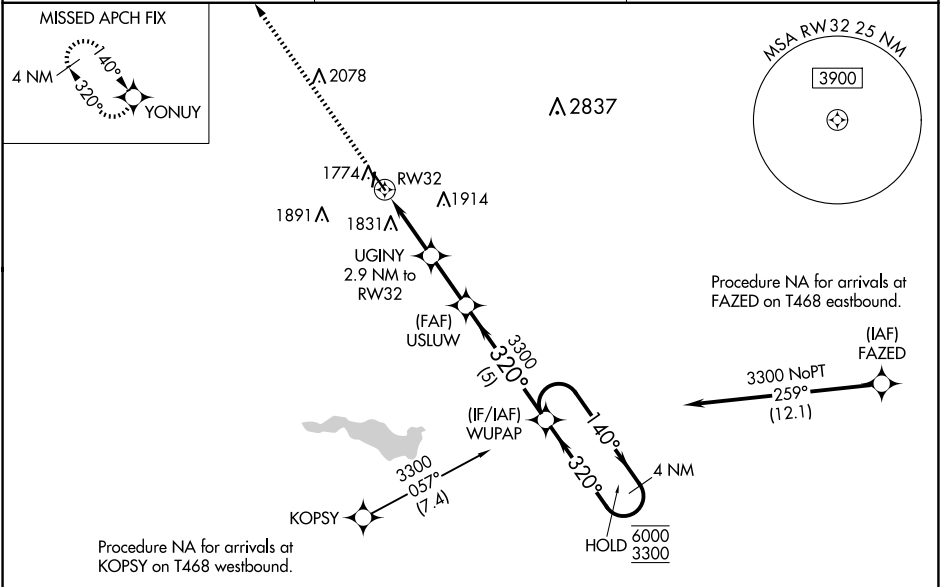 MISSED APCH FIX
4 NM
140°
320°
YONUY
2078
2837
MSA RW32 25 NM
3900
1774
RW32
1914
1891
1831
UGINY
2.9 NM to
RW32
(FAF)
USLUW
3300
320°
(5)
Procedure NA for arrivals at
FAZED on T468 eastbound.
(IAF)
FAZED
3300 NoPT
259°
(12.1)
(IF/IAF)
WUPAP
140°
320°
4 NM
HOLD
6000
3300
3300
057°
(7.4)
KOPSY
Procedure NA for arrivals at
KOPSY on T468 westbound.